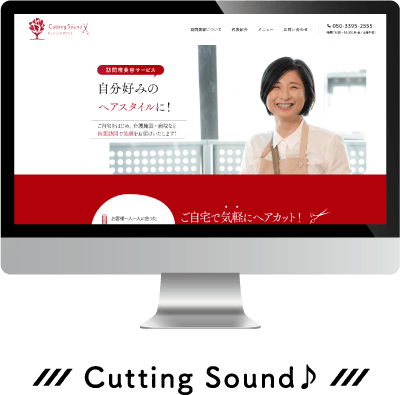 Cutting Sound♪
訪問美容について 代表紹介 メニュー お問い合わせ
050-3395-2555
訪問理美容サービス
自分好みの
ヘアスタイルに!
ご自宅をはじめ、介護施設・病院など
出張訪問で笑顔をお届けいたします!
お客様一人一人に合った
ご自宅で気軽にヘアカット!
Cutting Sound♪